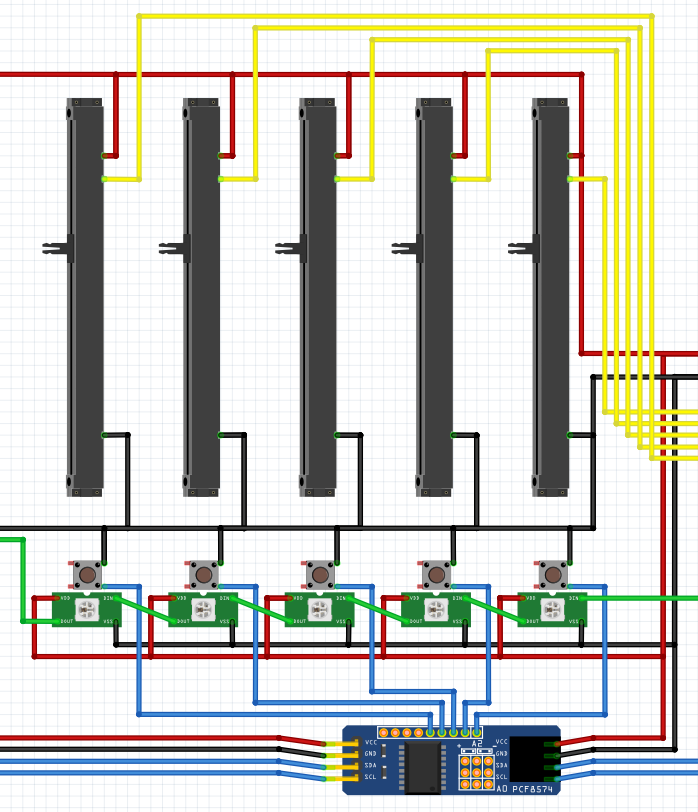 VDD DIN VDD DIN VDD DIN VDD DIN VDD DIN
DOUT VSS DOUT VSS DOUT VSS DOUT VSS DOUT VSS
VCC + A2 - VCC
GND GND
SDA SDA
SCL A0 PCF8574 SCL